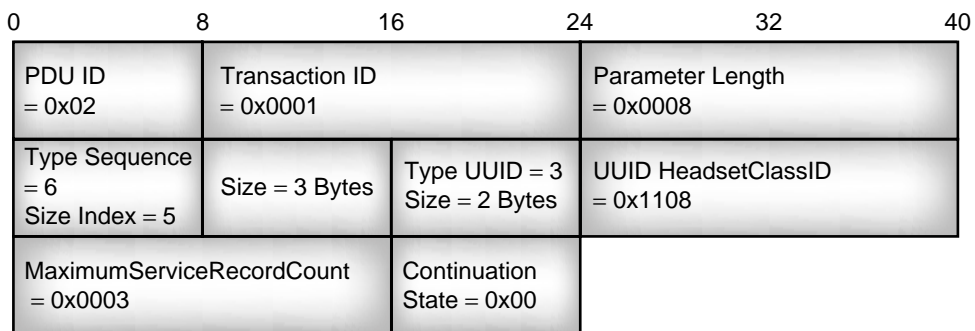 0 8 16 24 32 40
PDU ID
= 0x02
Transaction ID
= 0x0001
Parameter Length
= 0x0008
Type Sequence
= 6
Size Index = 5
Size = 3 Bytes
Type UUID = 3
Size = 2 Bytes
UUID HeadsetClassID
= 0x1108
MaximumServiceRecordCount
= 0x0003
Continuation
State = 0x00